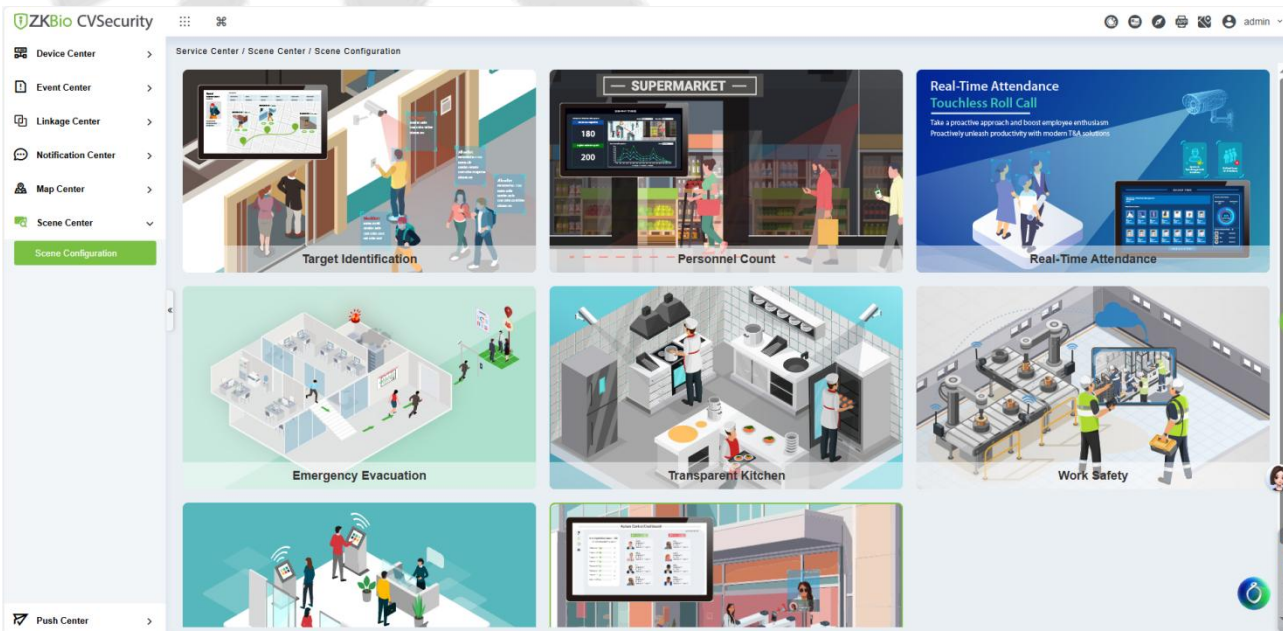 ZKBio CVSecurity
admin
Device Center
Event Center
Linkage Center
Notification Center
Map Center
Scene Center
Scene Configuration
Push Center
Service Center / Scene Center / Scene Configuration
Target Identification
SUPERMARKET
180
200
Personnel Count
Real-Time Attendance
Touchless Roll Call
Take a proactive approach and boost employee enthusiasm
Proactively unleash productivity with modern T&A solutions
Real-Time Attendance
Emergency Evacuation
Transparent Kitchen
Work Safety